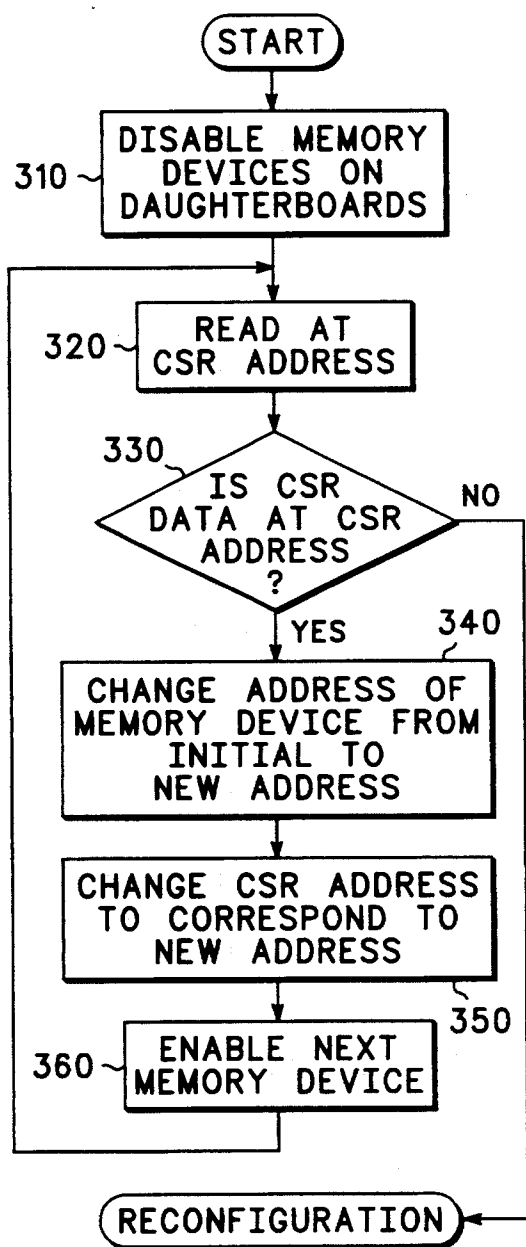 START
DISABLE MEMORY
DEVICES ON
DAUGHTERBOARDS
310
READ AT
CSR ADDRESS
320
330
IS CSR
DATA AT CSR
ADDRESS
?
NO
YES
340
CHANGE ADDRESS OF
MEMORY DEVICE FROM
INITIAL TO
NEW ADDRESS
CHANGE CSR ADDRESS
TO CORRESPOND TO
NEW ADDRESS
350
360
ENABLE NEXT
MEMORY DEVICE
RECONFIGURATION